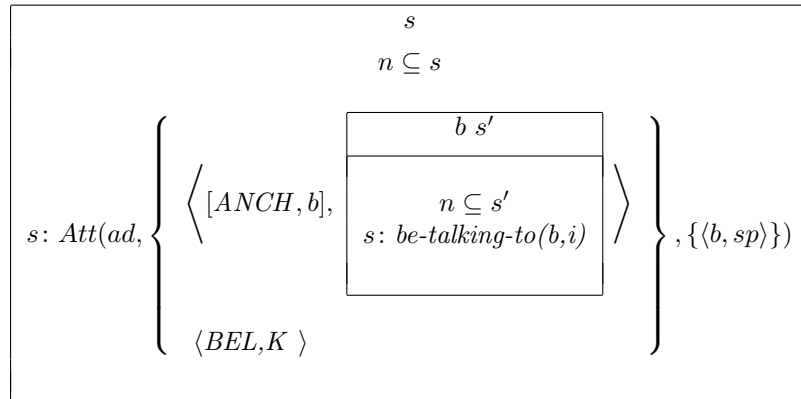 s
n ⊆ s
b s′
⟨[ANCH, b],
n ⊆ s′
s: Att(ad, { s: be-talking-to(b,i) ⟩ } , {⟨b, sp⟩})
⟨BEL,K ⟩